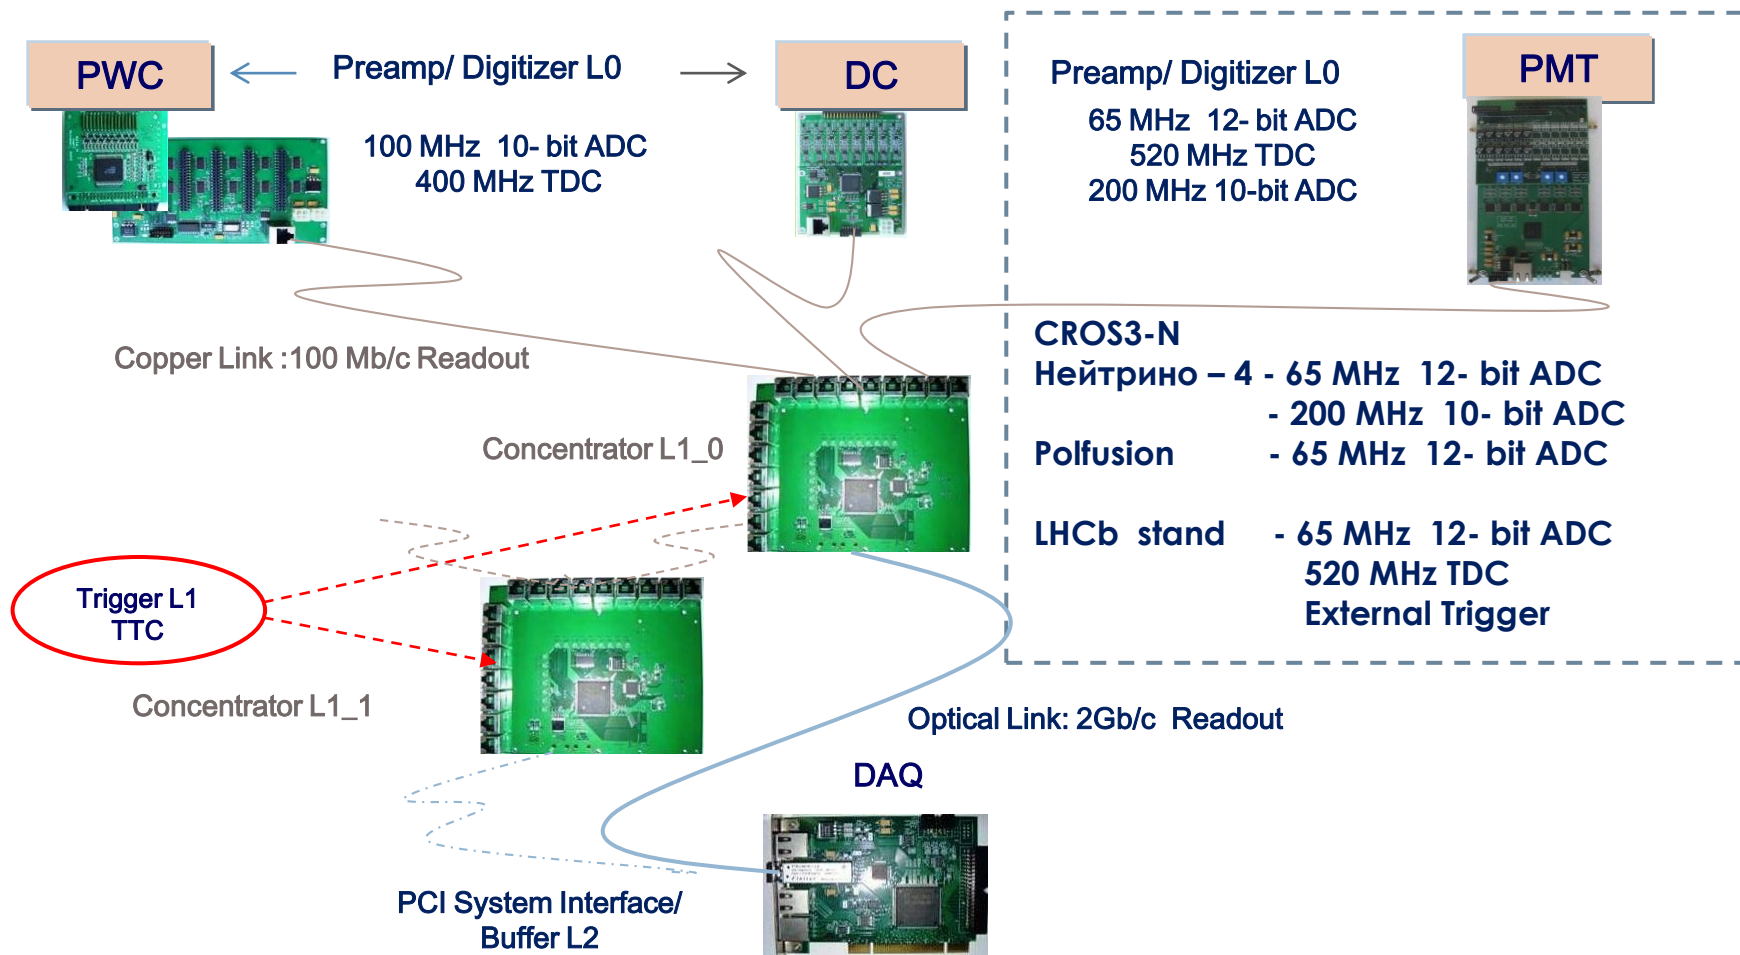 PWC
Preamp/ Digitizer L0
DC
100 MHz 10- bit ADC
400 MHz TDC
Preamp/ Digitizer L0
PMT
65 MHz 12- bit ADC
520 MHz TDC
200 MHz 10-bit ADC
Copper Link :100 Mb/c Readout
CROS3-N
Нейтрино – 4 - 65 MHz 12- bit ADC
- 200 MHz 10- bit ADC
Polfusion - 65 MHz 12- bit ADC
LHCb stand - 65 MHz 12- bit ADC
520 MHz TDC
External Trigger
Concentrator L1_0
Trigger L1
TTC
Concentrator L1_1
Optical Link: 2Gb/c Readout
DAQ
PCI System Interface/
Buffer L2